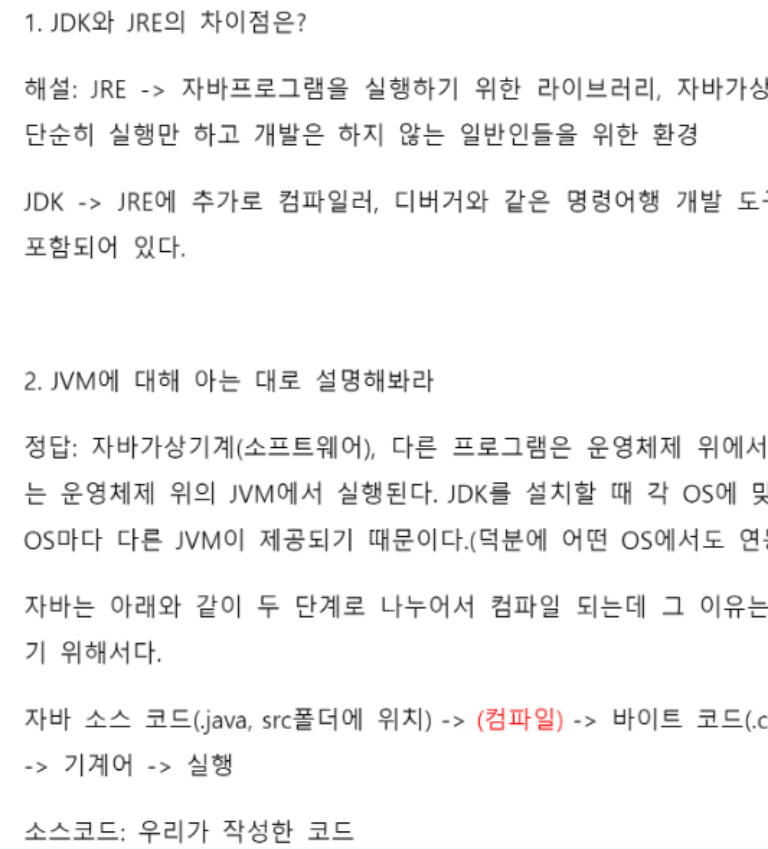 1. JDK와 JRE의 차이점은?
해설: JRE -> 자바프로그램을 실행하기 위한 라이브러리, 자바가상
단순히 실행만 하고 개발은 하지 않는 일반인들을 위한 환경
JDK -> JRE에 추가로 컴파일러, 디버거와 같은 명령어행 개발 도구
포함되어 있다.
2. JVM에 대해 아는 대로 설명해봐라
정답: 자바가상기계(소프트웨어), 다른 프로그램은 운영체제 위에서
는 운영체제 위의 JVM에서 실행된다. JDK를 설치할 때 각 OS에 맞
OS마다 다른 JVM이 제공되기 때문이다.(덕분에 어떤 OS에서도 연동
자바는 아래와 같이 두 단계로 나누어서 컴파일 되는데 그 이유는
기 위해서다.
자바 소스 코드(.java, src폴더에 위치) -> (컴파일) -> 바이트 코드(.c
-> 기계어 -> 실행
소스코드: 우리가 작성한 코드